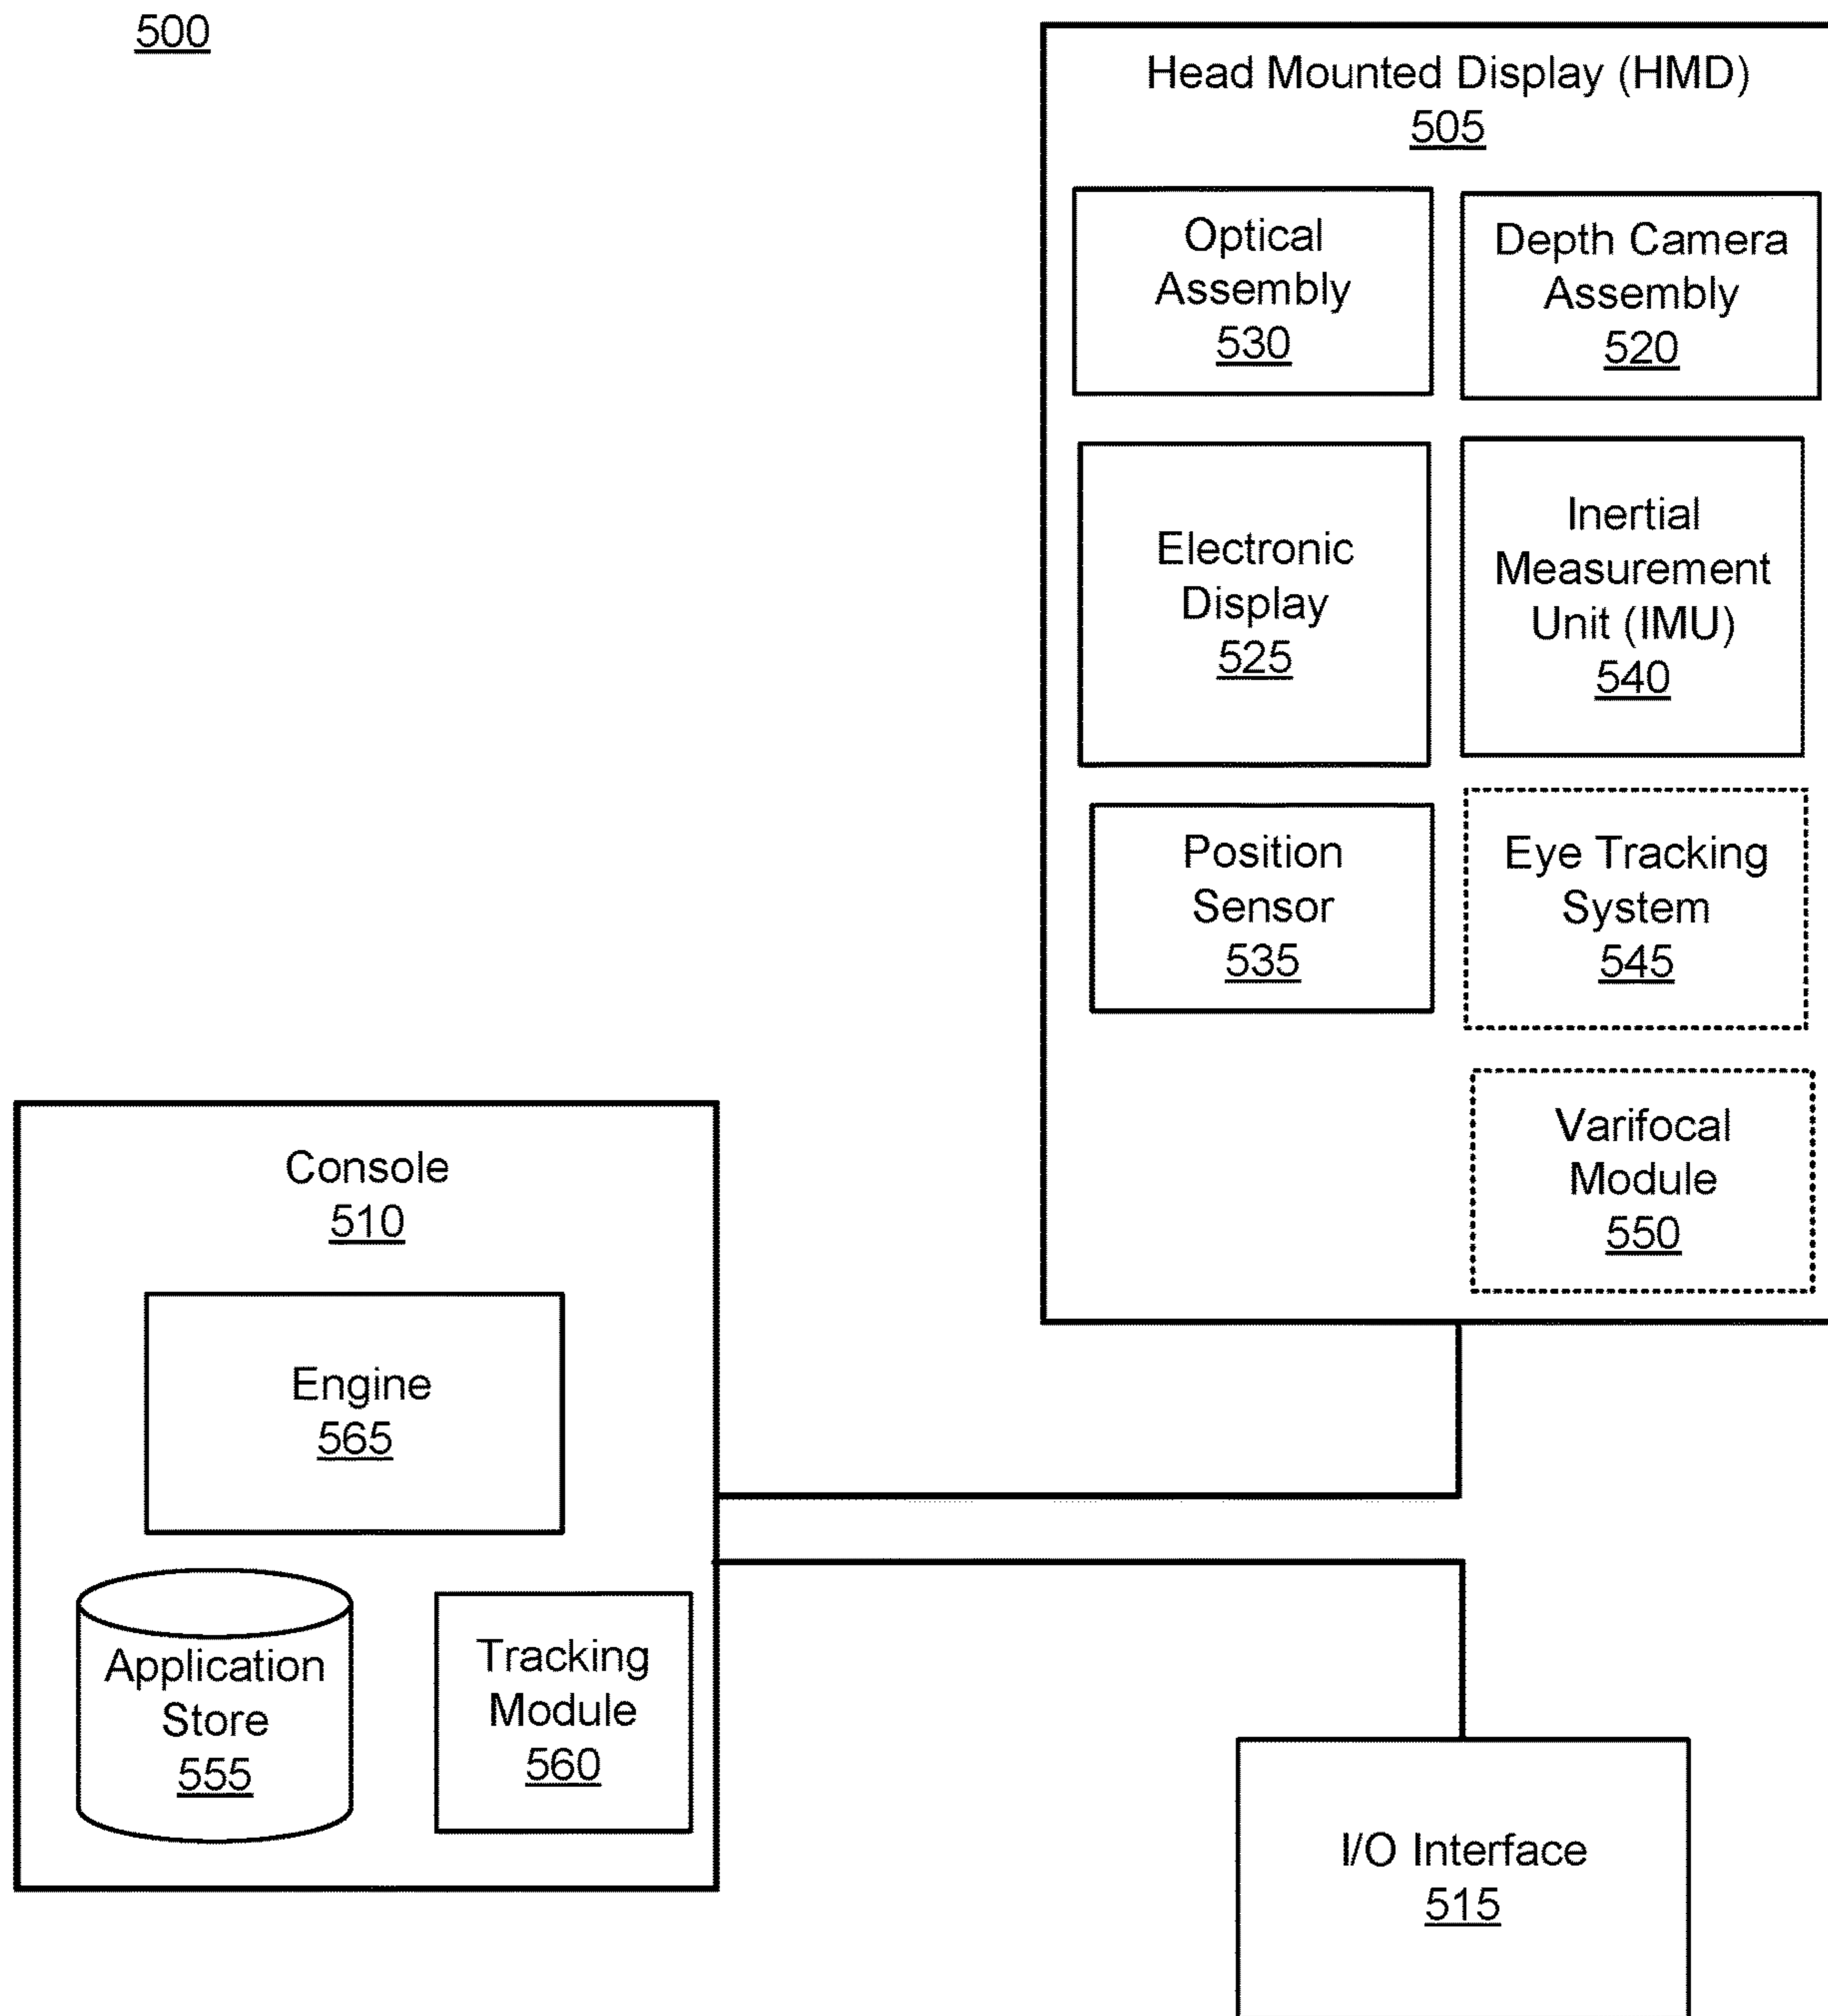 500
Head Mounted Display (HMD)
505
Optical
Assembly
530
Depth Camera
Assembly
520
Electronic
Display
525
Inertial
Measurement
Unit (IMU)
540
Position
Sensor
535
Eye Tracking
System
545
Varifocal
Module
550
Console
510
Engine
565
Application
Store
555
Tracking
Module
560
I/O Interface
515